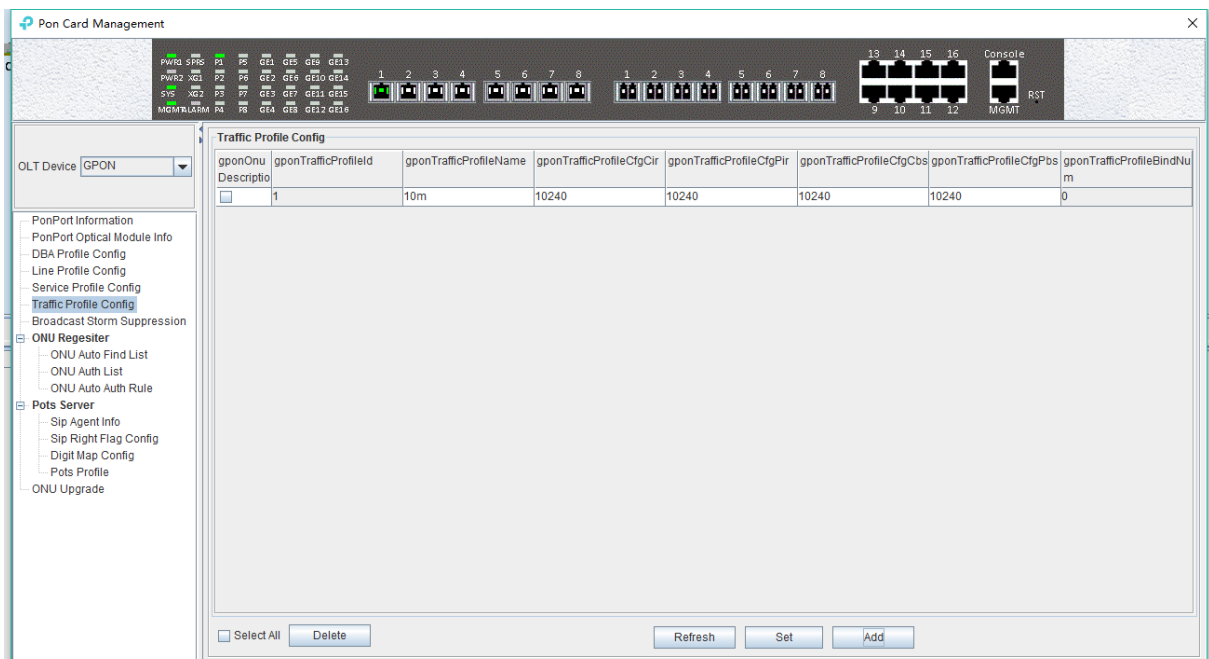 Pon Card Management
PWR1 SPRS P1 P5 GE1 GE5 GE9 GE13
PWR2 XG1 P2 P6 GE2 GE6 GE10 GE14
SYS XG2 P3 P7 GE3 GE7 GE11 GE15
MGMT ALARM P4 P8 GE4 GE8 GE12 GE16
1 2 3 4 5 6 7 8
1 2 3 4 5 6 7 8
13 14 15 16
9 10 11 12
Console
MGMT
RST
OLT Device GPON
PonPort Information
PonPort Optical Module Info
DBA Profile Config
Line Profile Config
Service Profile Config
Traffic Profile Config
Broadcast Storm Suppression
ONU Regesiter
ONU Auto Find List
ONU Auth List
ONU Auto Auth Rule
Pots Server
Sip Agent Info
Sip Right Flag Config
Digit Map Config
Pots Profile
ONU Upgrade
Traffic Profile Config
gponOnu gponTrafficProfileId gponTrafficProfileName gponTrafficProfileCfgCir gponTrafficProfileCfgPir gponTrafficProfileCfgCbs gponTrafficProfileCfgPbs gponTrafficProfileBindNu
Descriptio m
1 10m 10240 10240 10240 10240 0
Select All Delete Refresh Set Add